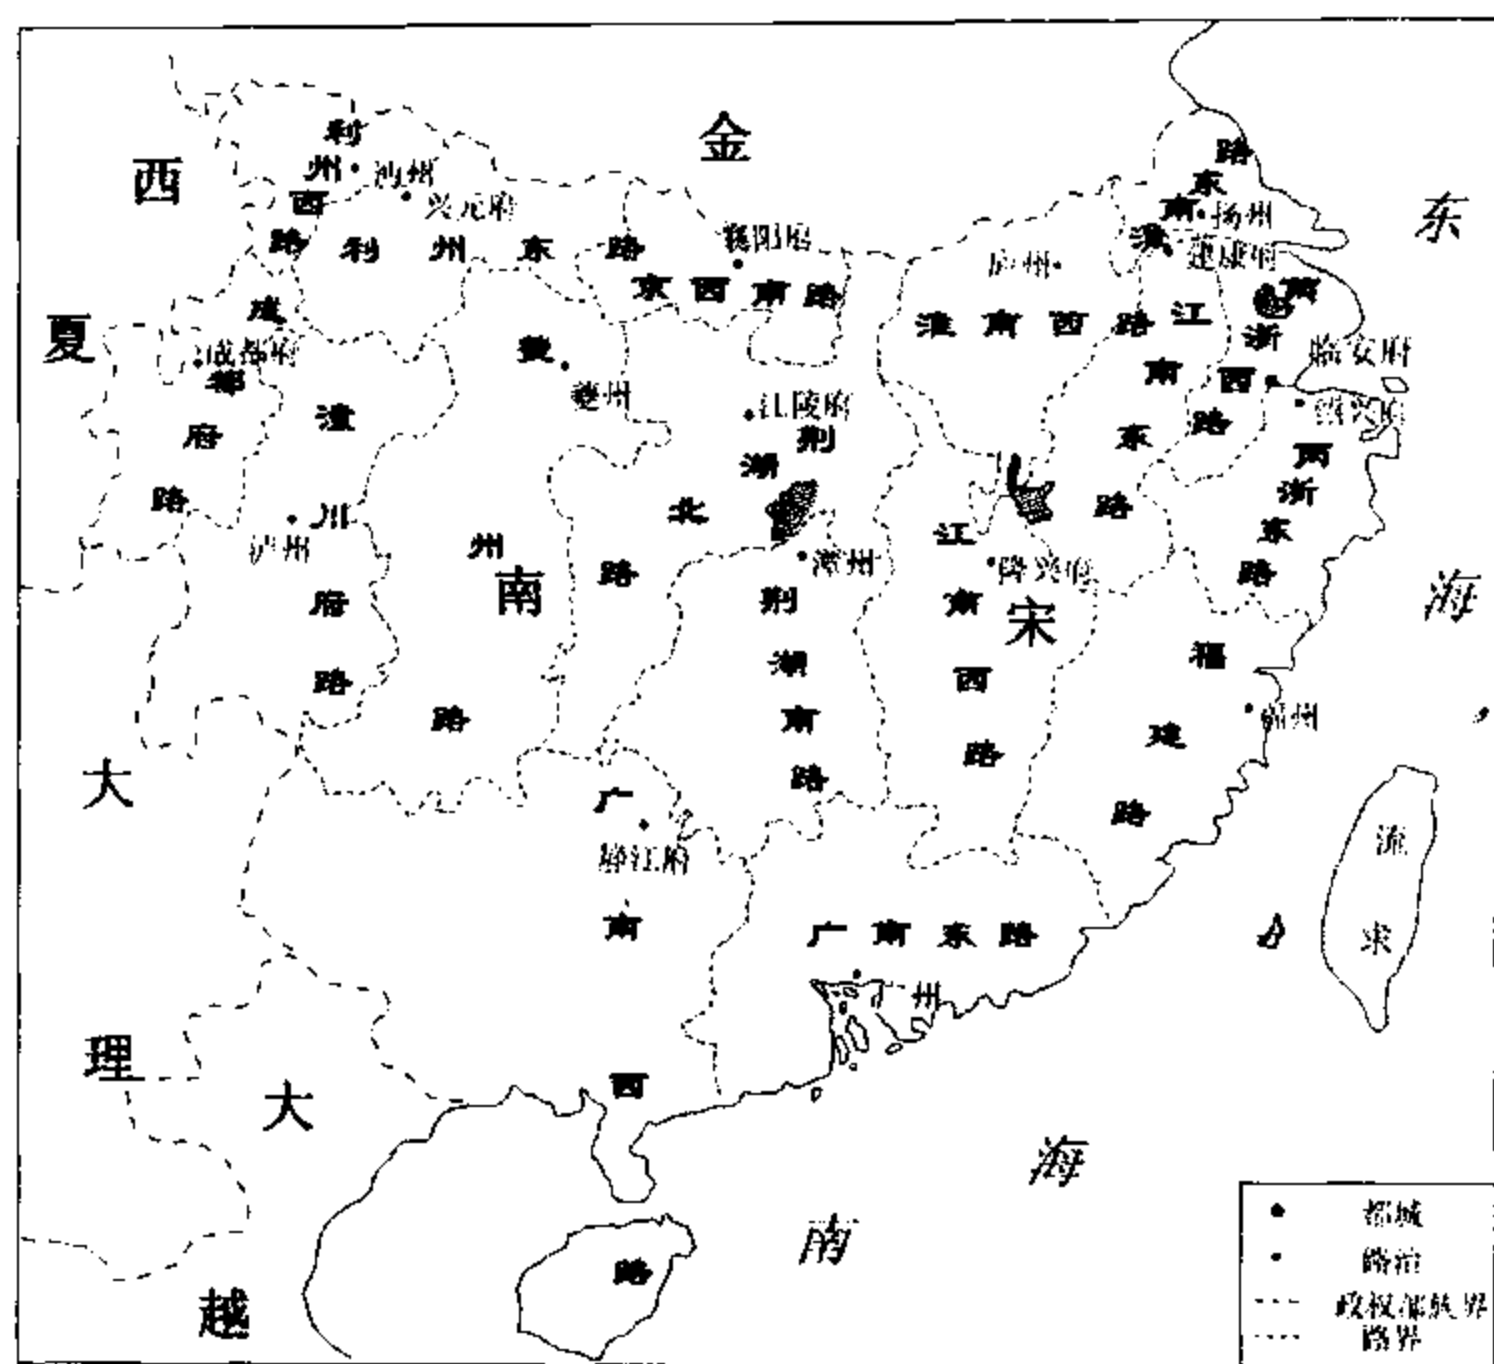 金
西夏
东海
南海
大理
大越
南宋
流求
利州西路
沔州
兴元府
利州东路
襄阳府
京西南路
成都府路
成都府
潼川府路
泸州
夔州路
夔州
江陵府
荆湖北路
潭州
荆湖南路
庐州
淮南西路
淮南东路
扬州
建康府
江南东路
两浙西路
临安府
绍兴府
两浙东路
江南西路
隆兴府
福建路
福州
广南西路
静江府
广南东路
广州
都城
路治
政权部族界
路界